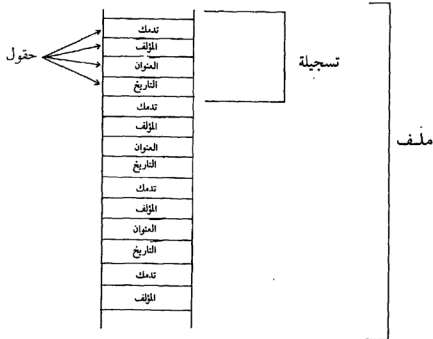 تدمك
المؤلف
العنوان
التاريخ
تدمك
المؤلف
العنوان
التاريخ
تدمك
المؤلف
العنوان
التاريخ
تدمك
المؤلف
حقول
تسجيلة
ملف